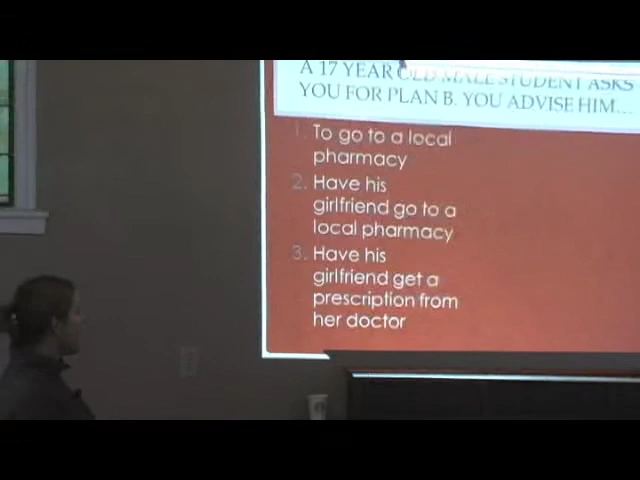 A 17 YEAR OLD MALE STUDENT ASKS
YOU FOR PLAN B. YOU ADVISE HIM...
1. To go to a local
pharmacy
2. Have his
girlfriend go to a
local pharmacy
3. Have his
girlfriend get a
prescription from
her doctor